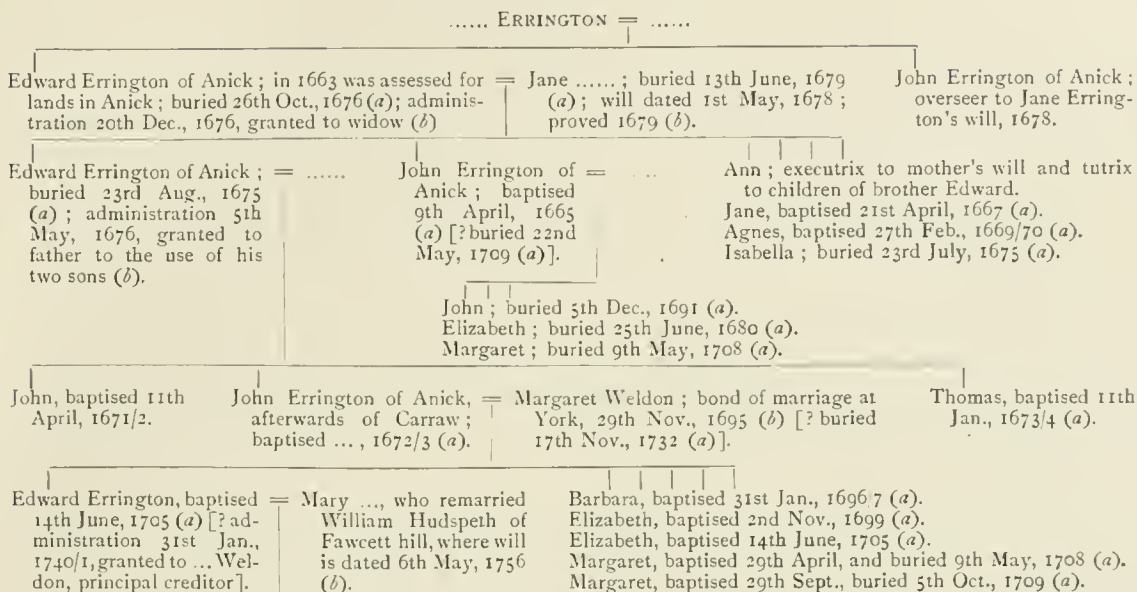 ...... ERRINGTON = ......
Edward Errington of Anick ; in 1663 was assessed for
lands in Anick ; buried 26th Oct., 1676 (a) ; adminis-
tration 20th Dec., 1676, granted to widow (b)
= Jane ...... ; buried 13th June, 1679
(a) ; will dated 1st May, 1678 ;
proved 1679 (b).
John Errington of Anick ;
overseer to Jane Erring-
ton's will, 1678.
Edward Errington of Anick ;
buried 23rd Aug., 1675
(a) ; administration 5th
May, 1676, granted to
father to the use of his
two sons (b).
= ......
John Errington of
Anick ; baptised
9th April, 1665
(a) [? buried 22nd
May, 1709 (a)].
= ...
Ann ; executrix to mother's will and tutrix
to children of brother Edward.
Jane, baptised 21st April, 1667 (a).
Agnes, baptised 27th Feb., 1669/70 (a).
Isabella ; buried 23rd July, 1675 (a).
John ; buried 5th Dec., 1691 (a).
Elizabeth ; buried 25th June, 1680 (a).
Margaret ; buried 9th May, 1708 (a).
John, baptised 11th
April, 1671/2.
John Errington of Anick,
afterwards of Carraw ;
baptised ... , 1672/3 (a).
= Margaret Weldon ; bond of marriage at
York, 29th Nov., 1695 (b) [? buried
17th Nov., 1732 (a)].
Thomas, baptised 11th
Jan., 1673/4 (a).
Edward Errington, baptised
14th June, 1705 (a) [? ad-
ministration 31st Jan.,
1740/1, granted to ... Wel-
don, principal creditor].
= Mary ..., who remarried
William Hudspeth of
Fawcett hill, where will
is dated 6th May, 1756
(b).
Barbara, baptised 31st Jan., 1696 7 (a).
Elizabeth, baptised 2nd Nov., 1699 (a).
Elizabeth, baptised 14th June, 1705 (a).
Margaret, baptised 29th April, and buried 9th May, 1708 (a).
Margaret, baptised 29th Sept., buried 5th Oct., 1709 (a).